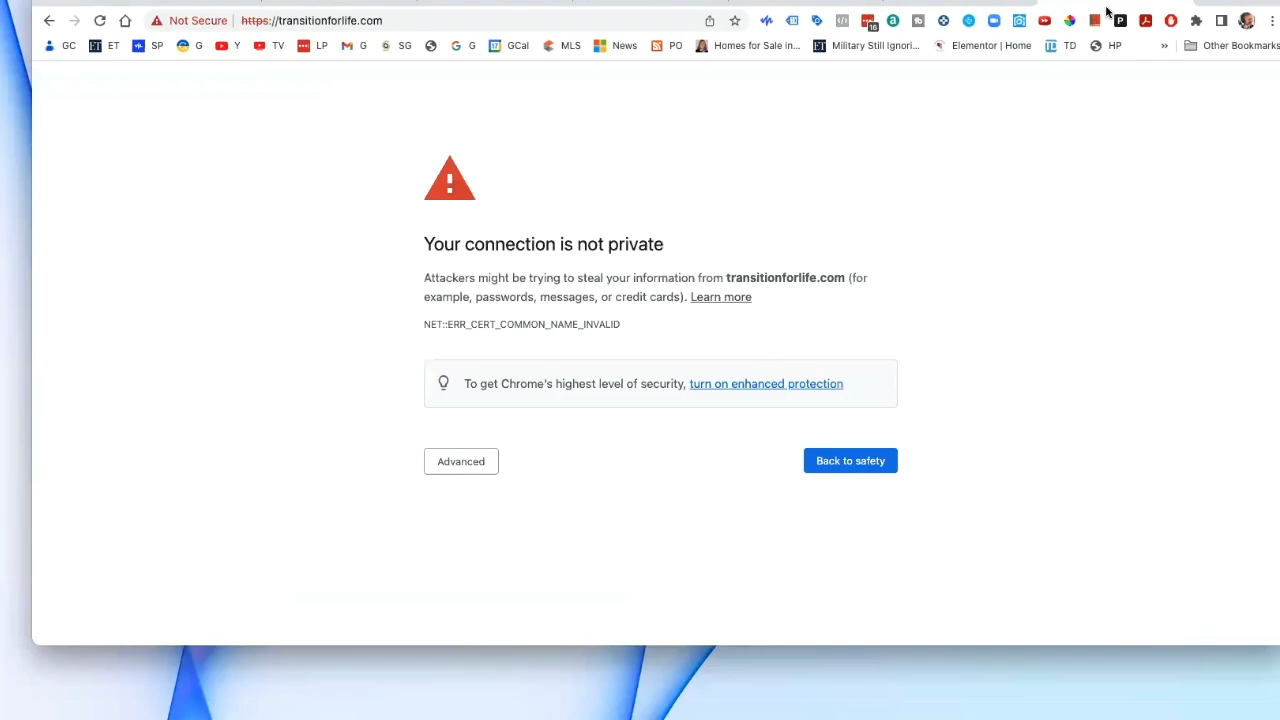 Not Secure https://transitionforlife.com
16
GC ET SP G Y TV LP G SG G GCal MLS News PO Homes for Sale in... Military Still Ignori... Elementor | Home TD HP » Other Bookmarks
Your connection is not private
Attackers might be trying to steal your information from transitionforlife.com (for
example, passwords, messages, or credit cards). Learn more
NET::ERR_CERT_COMMON_NAME_INVALID
To get Chrome's highest level of security, turn on enhanced protection
Advanced
Back to safety